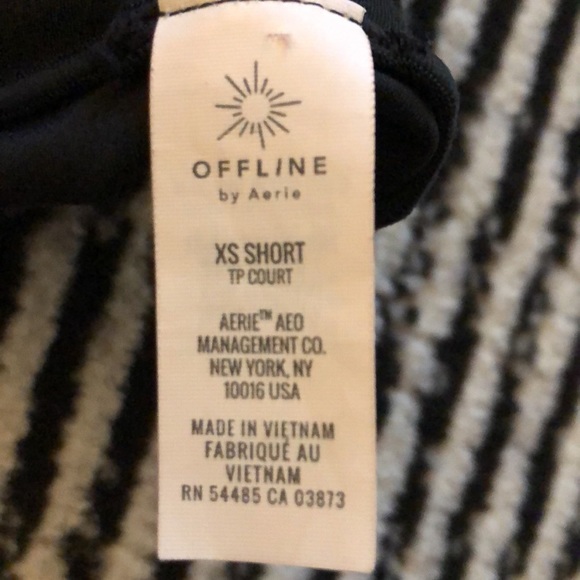 OFFLINE
by Aerie
XS SHORT
TP COURT
AERIE™ AEO
MANAGEMENT CO.
NEW YORK, NY
10016 USA
MADE IN VIETNAM
FABRIQUÉ AU
VIETNAM
RN 54485 CA 03873